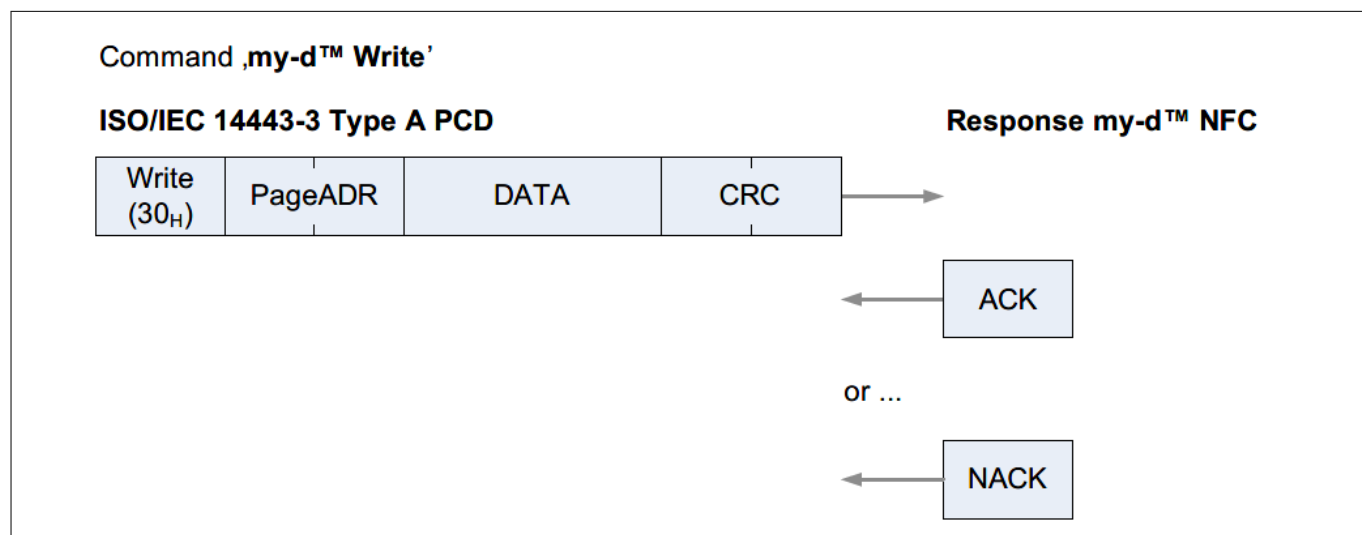 Command ‚my-d™ Write’
ISO/IEC 14443-3 Type A PCD
Response my-d™ NFC
Write
(30H)
PageADR
DATA
CRC
ACK
or ...
NACK